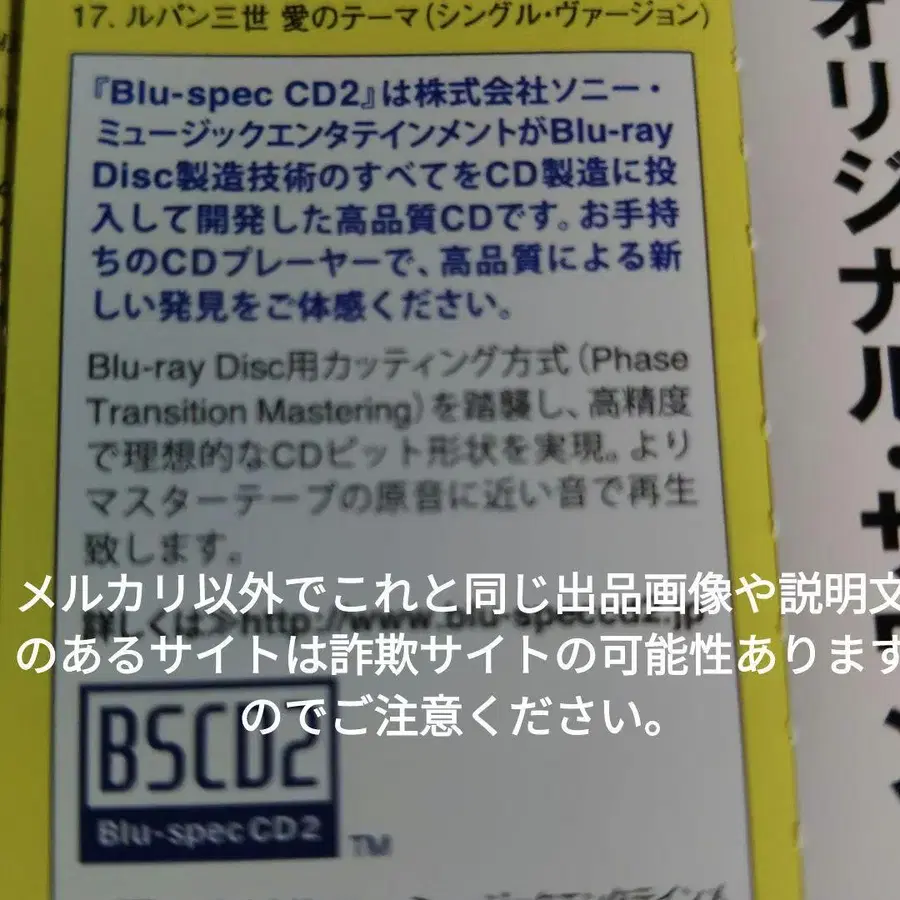 17. ルパン三世 愛のテーマ(シングル・ヴァージョン)
『Blu-spec CD2』は株式会社ソニー・
ミュージックエンタテインメントがBlu-ray
Disc製造技術のすべてをCD製造に投
入して開発した高品質CDです。お手持
ちのCDプレーヤーで、高品質による新
しい発見をご体感ください。
Blu-ray Disc用カッティング方式(Phase
Transition Mastering)を踏襲し、高精度
で理想的なCDピット形状を実現。より
マスターテープの原音に近い音で再生
致します。
詳しくは≫http://www.blu-speccd2.jp
メルカリ以外でこれと同じ出品画像や説明文
のあるサイトは詐欺サイトの可能性あります
のでご注意ください。
BSCD2
Blu-spec CD2
TM
オリジナル・サウ